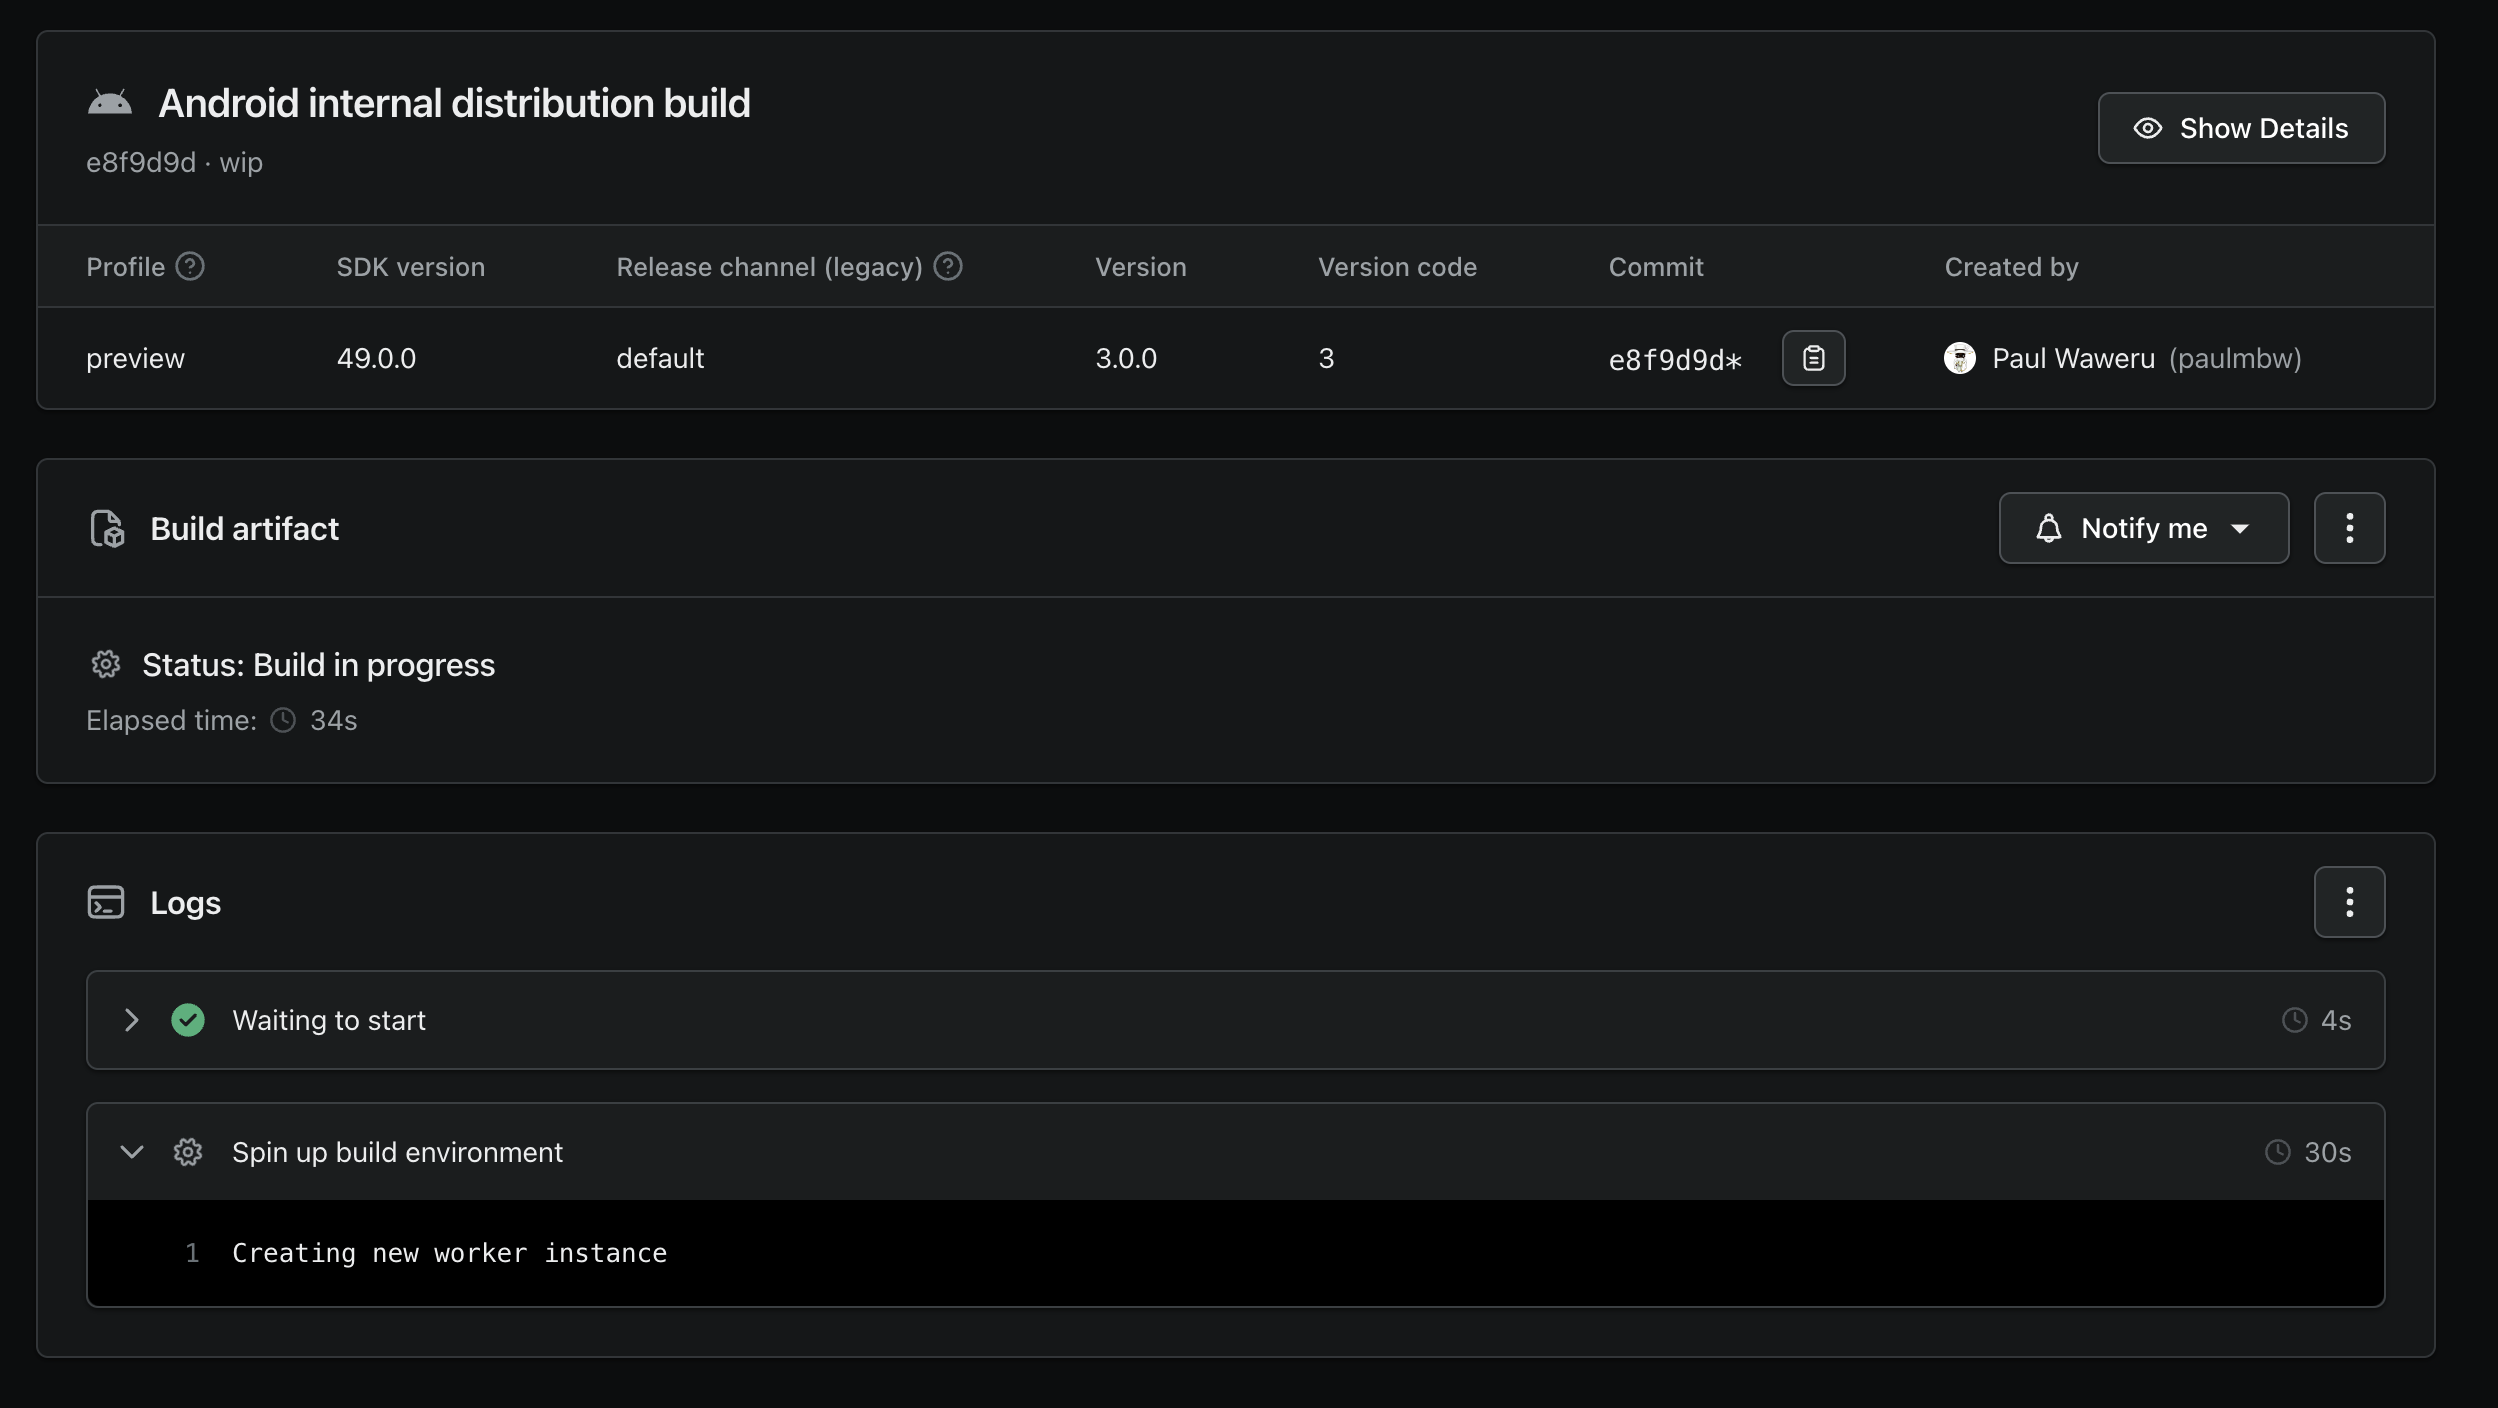 Android internal distribution build
e8f9d9d · wip
Show Details
Profile SDK version Release channel (legacy) Version Version code Commit Created by
preview 49.0.0 default 3.0.0 3 e8f9d9d* Paul Waweru (paulmbw)
Build artifact
Notify me
Status: Build in progress
Elapsed time: 34s
Logs
Waiting to start 4s
Spin up build environment 30s
1 Creating new worker instance